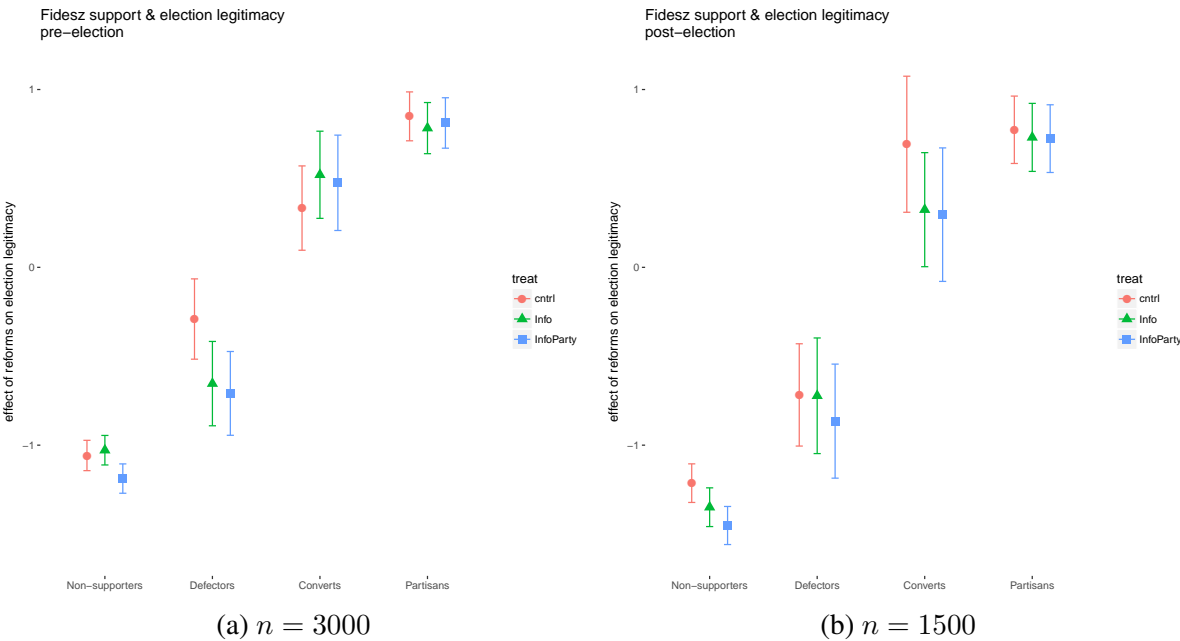 Fidesz support & election legitimacy
pre−election
effect of reforms on election legitimacy
1
0
−1
Non−supporters
Defectors
Converts
Partisans
treat
cntrl
Info
InfoParty
(a) n = 3000
Fidesz support & election legitimacy
post−election
effect of reforms on election legitimacy
1
0
−1
Non−supporters
Defectors
Converts
Partisans
treat
cntrl
Info
InfoParty
(b) n = 1500